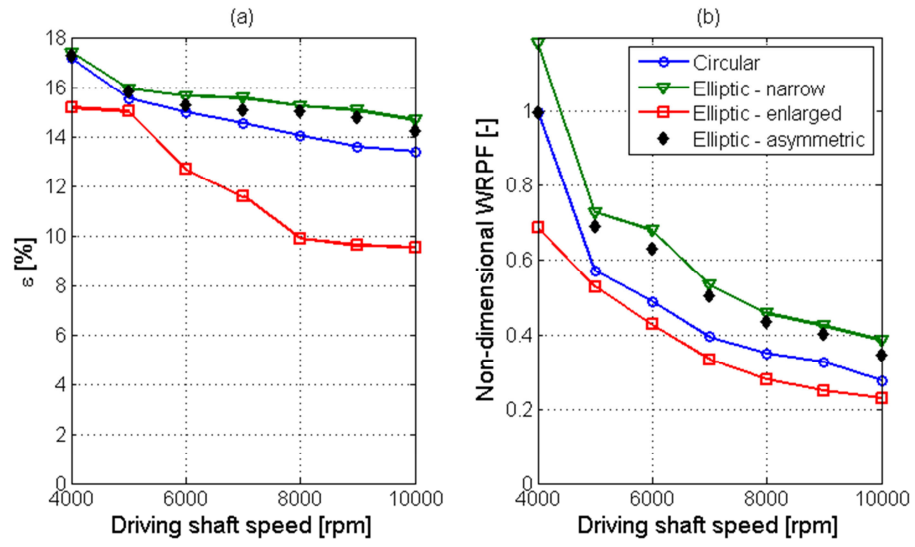 (a)
18
16
14
12
10
8
6
4
2
0
ε [%]
4000 6000 8000 10000
Driving shaft speed [rpm]
(b)
Circular
Elliptic - narrow
Elliptic - enlarged
Elliptic - asymmetric
1
0.8
0.6
0.4
0.2
0
Non-dimensional WRPF [-]
4000 6000 8000 10000
Driving shaft speed [rpm]